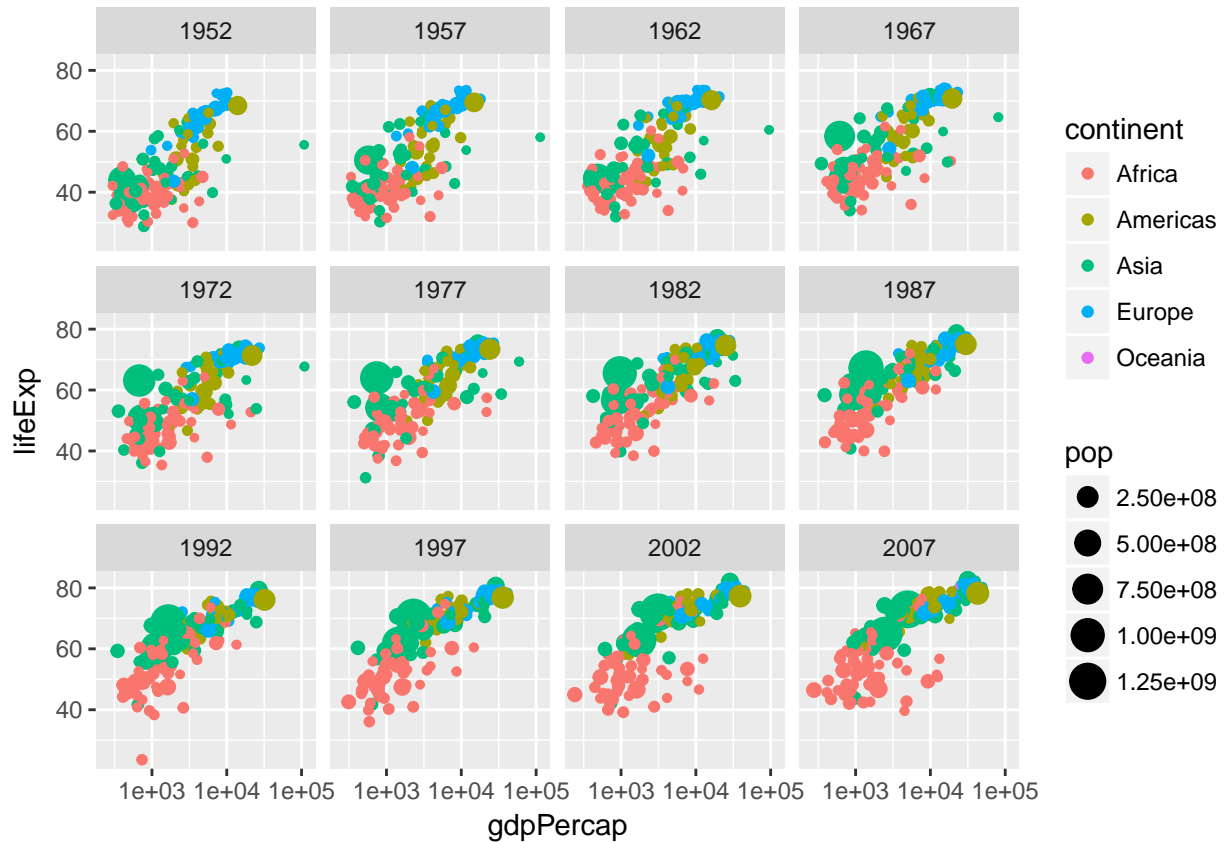 1952 1957 1962 1967
80
60
40
1972 1977 1982 1987
80
60
40
1992 1997 2002 2007
80
60
40
1e+03 1e+04 1e+05 1e+03 1e+04 1e+05 1e+03 1e+04 1e+05 1e+03 1e+04 1e+05
gdpPercap
lifeExp
continent
Africa
Americas
Asia
Europe
Oceania
pop
2.50e+08
5.00e+08
7.50e+08
1.00e+09
1.25e+09